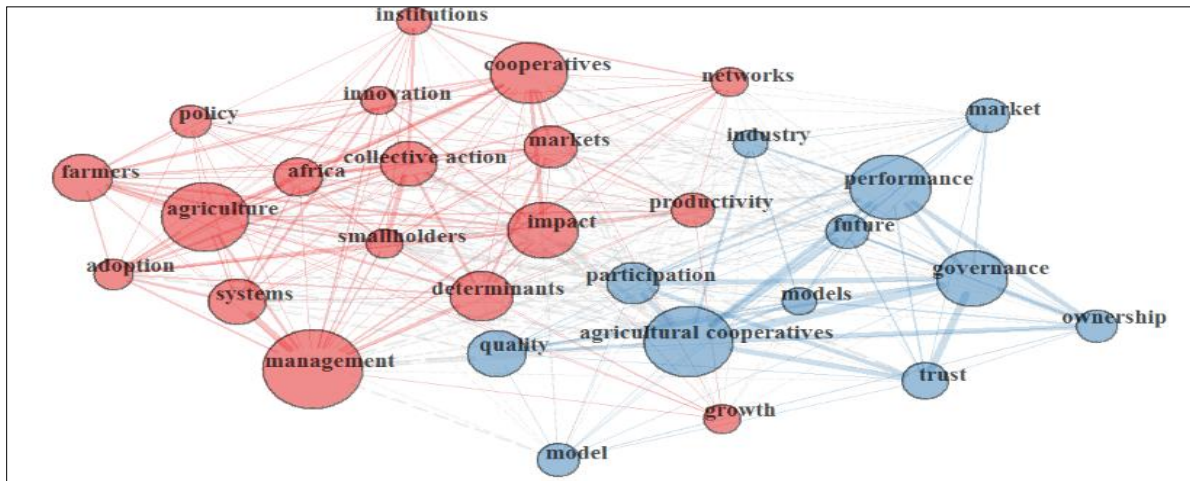 institutions
cooperatives
networks
innovation
policy
market
industry
markets
collective action
africa
farmers
performance
agriculture
productivity
impact
future
smallholders
adoption
systems
determinants
participation
governance
models
ownership
agricultural cooperatives
quality
management
trust
growth
model